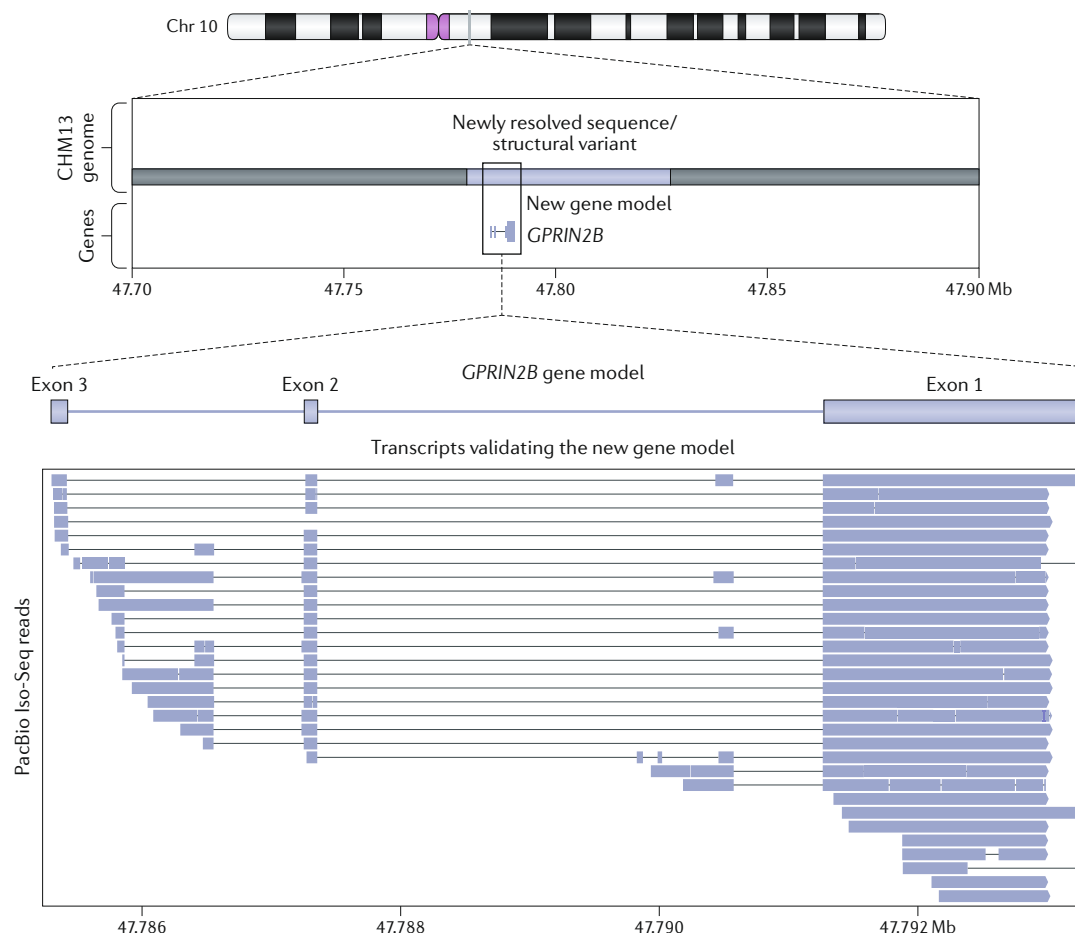 Chr 10
CHM13
genome
Newly resolved sequence/
structural variant
Genes
New gene model
GPRIN2B
47.70
47.75
47.80
47.85
47.90 Mb
GPRIN2B gene model
Exon 3
Exon 2
Exon 1
Transcripts validating the new gene model
PacBio Iso-Seq reads
47.786
47.788
47.790
47.792 Mb